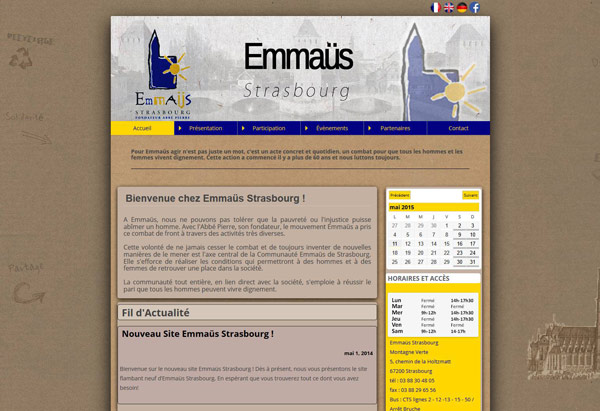 Emmaüs
Strasbourg
EmmAüS
STRASBOURG
FONDATEUR ABBÉ PIERRE
Accueil
Présentation
Participation
Évènements
Partenaires
Contact
Pour Emmaüs agir n'est pas juste un mot, c'est un acte concret et quotidien, un combat pour que tous les hommes et les
femmes vivent dignement. Cette action a commencé il y a plus de 60 ans et nous luttons toujours.
Bienvenue chez Emmaüs Strasbourg !
A Emmaüs, nous ne pouvons pas tolérer que la pauvreté ou l'injustice puisse
abîmer un homme. Avec l'Abbé Pierre, son fondateur, le mouvement Emmaüs a pris
ce combat de front à travers des activités très diverses.
Cette volonté de ne jamais cesser le combat et de toujours inventer de nouvelles
manières de le mener est l'axe central de la Communauté Emmaüs de Strasbourg.
Elle s'efforce de réaliser les conditions qui permettront à des hommes et à des
femmes de retrouver une place dans la société.
La communauté tout entière, en lien direct avec la société, s'emploie à réussir le
pari que tous les hommes peuvent vivre dignement.
Fil d'Actualité
Nouveau Site Emmaüs Strasbourg !
mai 1, 2014
Bienvenue sur le nouveau site Emmaüs Strasbourg ! Dès à présent, nous vous présentons le site
flambant neuf d'Emmaüs Strasbourg. En espérant que vous trouverez tout ce dont vous avez
besoin!
Précédent
Suivant
mai 2015
L M M J V S D
1 2 3
4 5 6 7 8 9 10
11 12 13 14 15 16 17
18 19 20 21 22 23 24
25 26 27 28 29 30 31
HORAIRES ET ACCÈS
Lun Fermé 14h-17h30
Mar Fermé 14h-17h30
Mer 9h-12h 14h-17h30
Jeu Fermé 14h-17h30
Ven Fermé 14h-17h30
Sam 9h-12h 14-17h
Emmaüs Strasbourg
Montagne Verte
5, chemin de la Holtzmatt
67200 Strasbourg
tél : 03 88 30 48 05
fax : 03 88 29 65 56
Bus : CTS lignes 2 - 12 -13 - 15 - 50 /
Arrêt Bruche
Partage